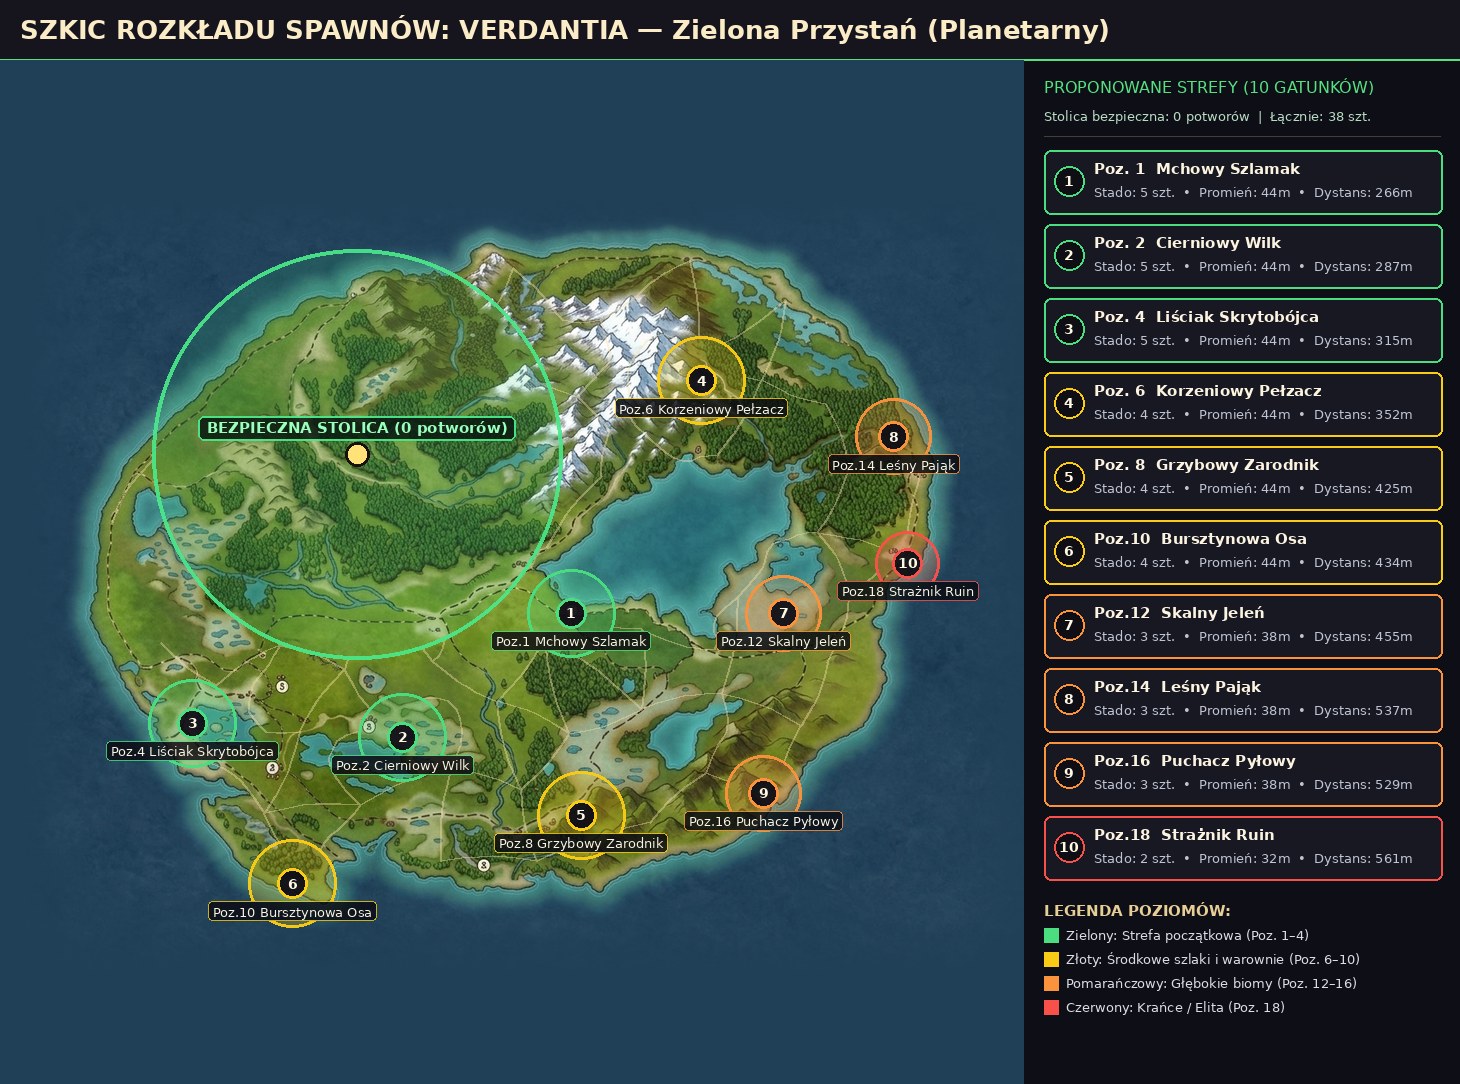 SZKIC ROZKŁADU SPAWNÓW: VERDANTIA — Zielona Przystań (Planetarny)
BEZPIECZNA STOLICA (0 potworów)
4
Poz.6 Korzeniowy Pełzacz
8
Poz.14 Leśny Pająk
10
Poz.18 Strażnik Ruin
1
Poz.1 Mchowy Szlamak
7
Poz.12 Skalny Jeleń
3
Poz.4 Liściak Skrytobójca
2
Poz.2 Cierniowy Wilk
9
Poz.16 Puchacz Pyłowy
5
Poz.8 Grzybowy Zarodnik
6
Poz.10 Bursztynowa Osa
PROPONOWANE STREFY (10 GATUNKÓW)
Stolica bezpieczna: 0 potworów | Łącznie: 38 szt.
1
Poz. 1 Mchowy Szlamak
Stado: 5 szt. • Promień: 44m • Dystans: 266m
2
Poz. 2 Cierniowy Wilk
Stado: 5 szt. • Promień: 44m • Dystans: 287m
3
Poz. 4 Liściak Skrytobójca
Stado: 5 szt. • Promień: 44m • Dystans: 315m
4
Poz. 6 Korzeniowy Pełzacz
Stado: 4 szt. • Promień: 44m • Dystans: 352m
5
Poz. 8 Grzybowy Zarodnik
Stado: 4 szt. • Promień: 44m • Dystans: 425m
6
Poz.10 Bursztynowa Osa
Stado: 4 szt. • Promień: 44m • Dystans: 434m
7
Poz.12 Skalny Jeleń
Stado: 3 szt. • Promień: 38m • Dystans: 455m
8
Poz.14 Leśny Pająk
Stado: 3 szt. • Promień: 38m • Dystans: 537m
9
Poz.16 Puchacz Pyłowy
Stado: 3 szt. • Promień: 38m • Dystans: 529m
10
Poz.18 Strażnik Ruin
Stado: 2 szt. • Promień: 32m • Dystans: 561m
LEGENDA POZIOMÓW:
Zielony: Strefa początkowa (Poz. 1–4)
Złoty: Środkowe szlaki i warownie (Poz. 6–10)
Pomarańczowy: Głębokie biomy (Poz. 12–16)
Czerwony: Krańce / Elita (Poz. 18)